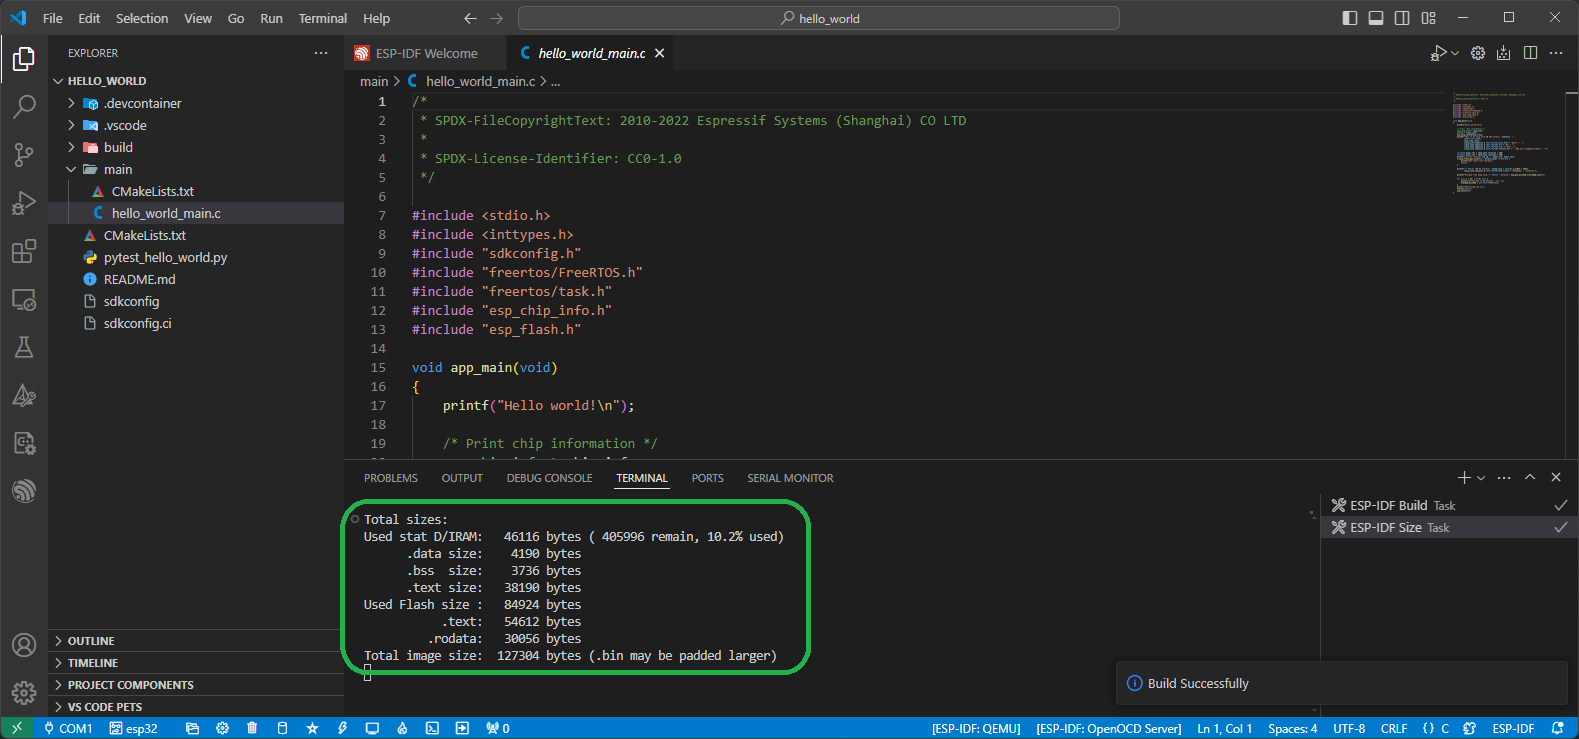 File Edit Selection View Go Run Terminal Help
hello_world
EXPLORER
HELLO_WORLD
.devcontainer
.vscode
build
main
CMakeLists.txt
hello_world_main.c
CMakeLists.txt
pytest_hello_world.py
README.md
sdkconfig
sdkconfig.ci
OUTLINE
TIMELINE
PROJECT COMPONENTS
VS CODE PETS
ESP-IDF Welcome
hello_world_main.c
main > hello_world_main.c > ...
1 /*
2 * SPDX-FileCopyrightText: 2010-2022 Espressif Systems (Shanghai) CO LTD
3 *
4 * SPDX-License-Identifier: CC0-1.0
5 */
6
7 #include <stdio.h>
8 #include <inttypes.h>
9 #include "sdkconfig.h"
10 #include "freertos/FreeRTOS.h"
11 #include "freertos/task.h"
12 #include "esp_chip_info.h"
13 #include "esp_flash.h"
14
15 void app_main(void)
16 {
17 printf("Hello world!\n");
18
19 /* Print chip information */
PROBLEMS OUTPUT DEBUG CONSOLE TERMINAL PORTS SERIAL MONITOR
Total sizes:
Used stat D/IRAM: 46116 bytes ( 405996 remain, 10.2% used)
.data size: 4190 bytes
.bss size: 3736 bytes
.text size: 38190 bytes
Used Flash size : 84924 bytes
.text: 54612 bytes
.rodata: 30056 bytes
Total image size: 127304 bytes (.bin may be padded larger)
ESP-IDF Build Task
ESP-IDF Size Task
Build Successfully
COM1 esp32 0 [ESP-IDF: QEMU] [ESP-IDF: OpenOCD Server] Ln 1, Col 1 Spaces: 4 UTF-8 CRLF {} C ESP-IDF